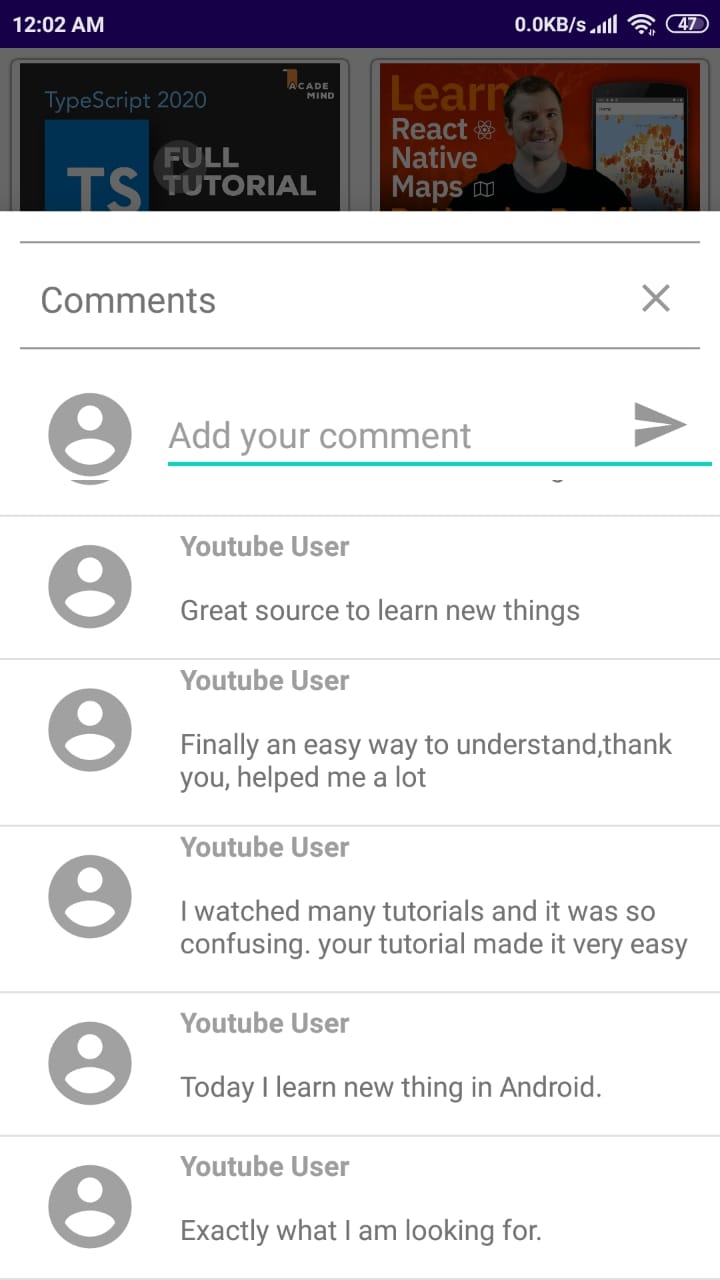 12:02 AM
0.0KB/s
47
TypeScript 2020
ACADE
MIND
TS
FULL
TUTORIAL
Learn
React
Native
Maps
Comments
Add your comment
Youtube User
Great source to learn new things
Youtube User
Finally an easy way to understand,thank
you, helped me a lot
Youtube User
I watched many tutorials and it was so
confusing. your tutorial made it very easy
Youtube User
Today I learn new thing in Android.
Youtube User
Exactly what I am looking for.